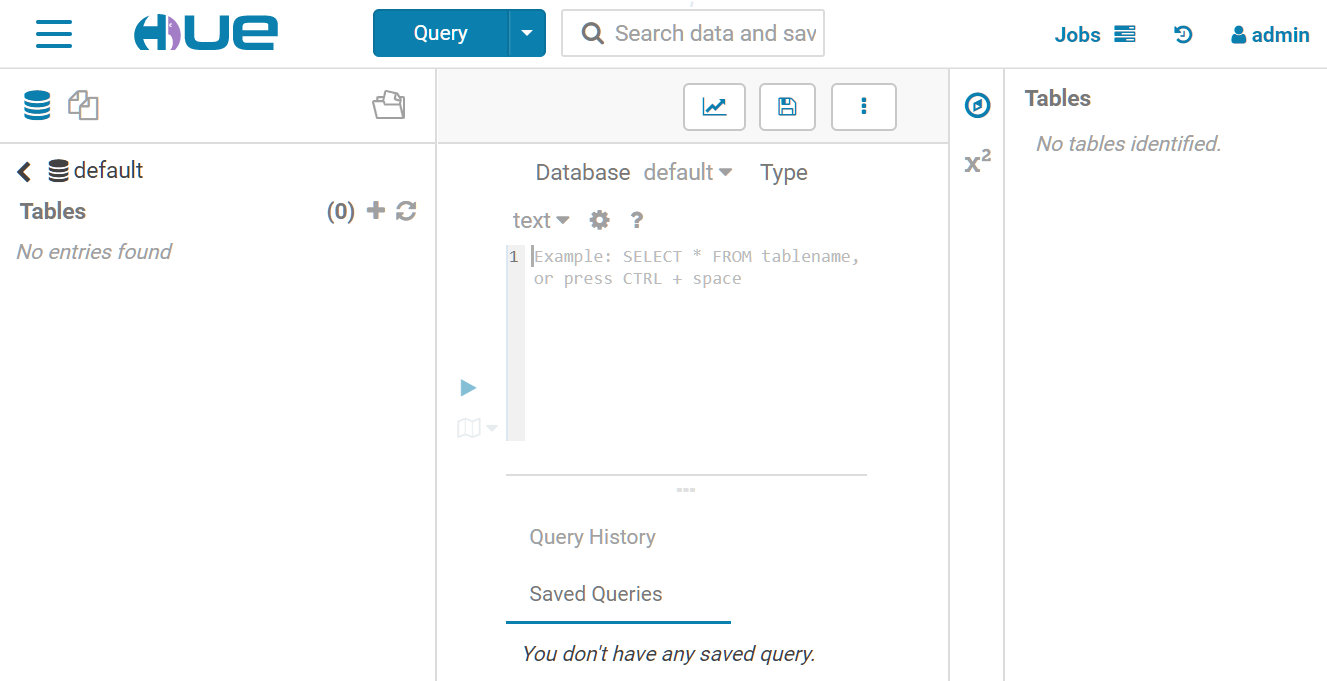 HUE
Query
Search data and sav
Jobs
admin
default
Tables
(0)
No entries found
Database default Type
text ?
1 Example: SELECT * FROM tablename,
or press CTRL + space
Query History
Saved Queries
You don't have any saved query.
x²
Tables
No tables identified.